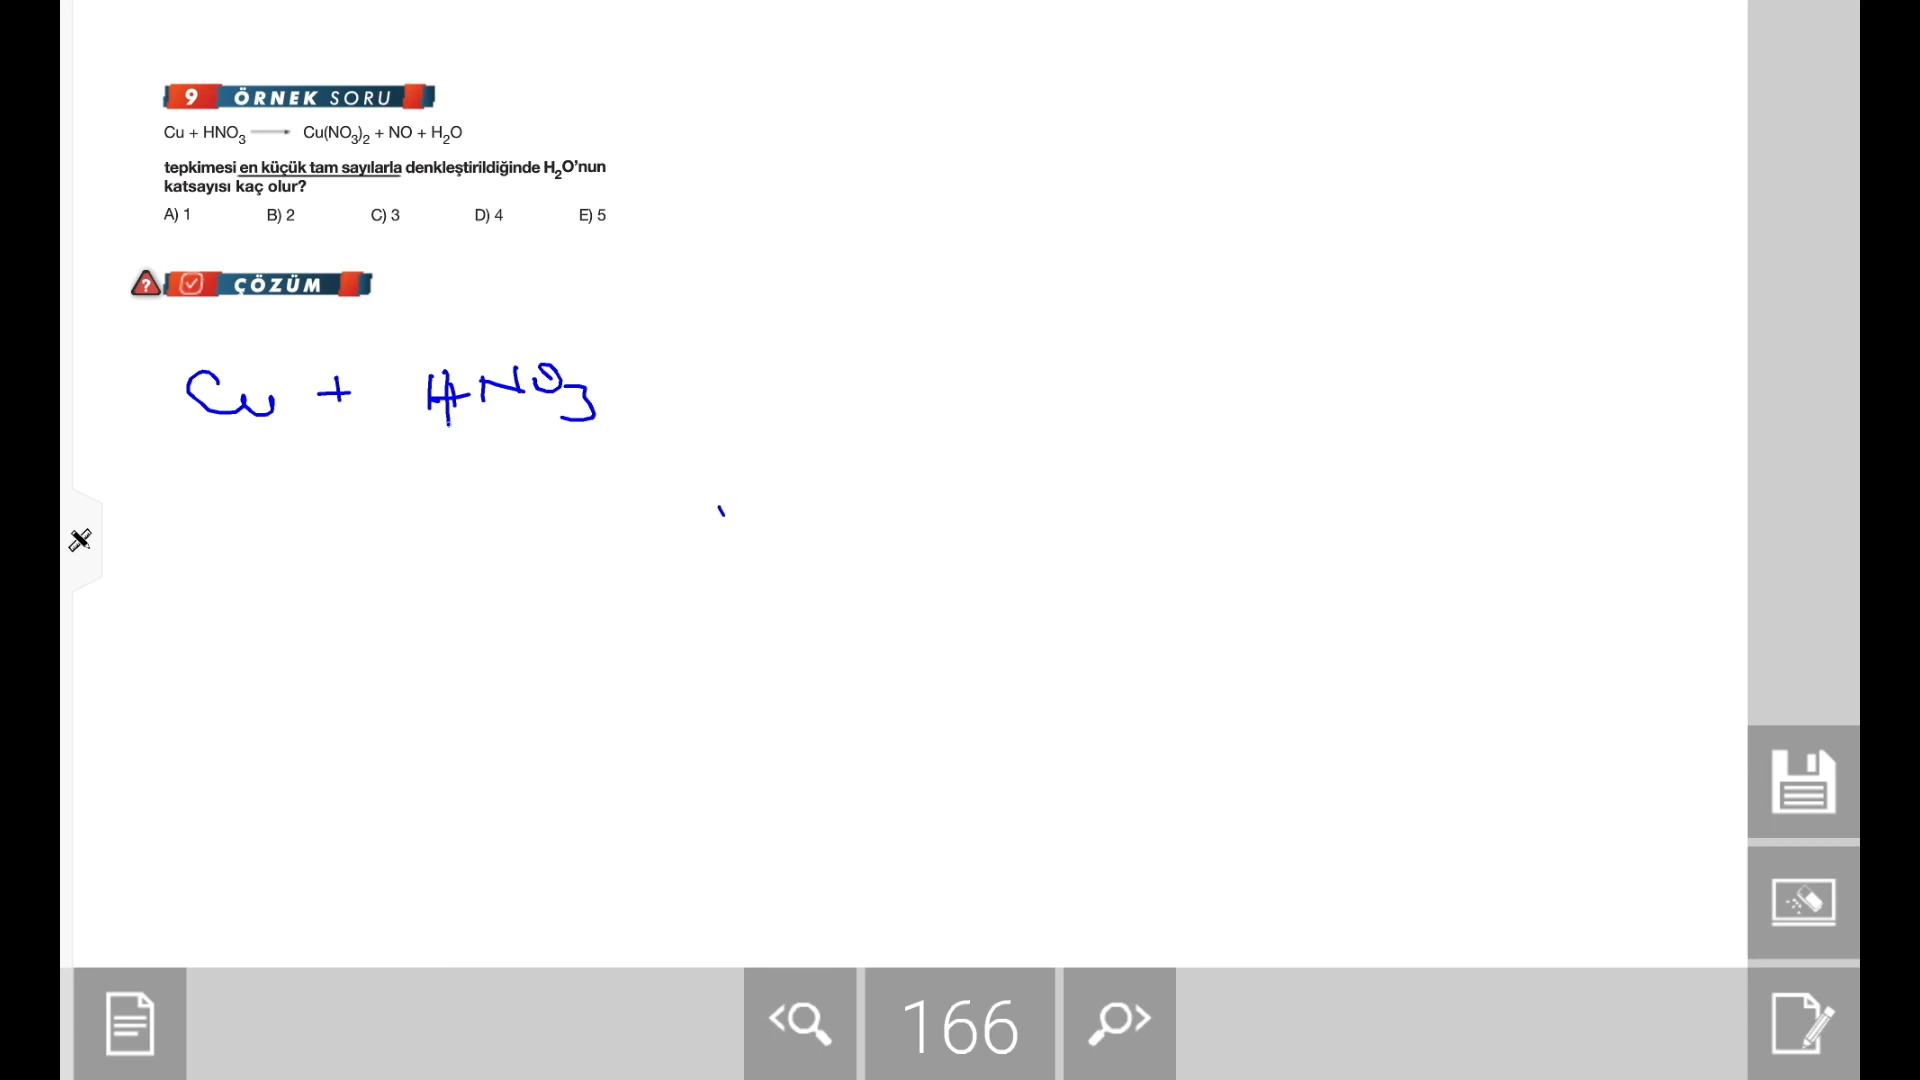 9 ÖRNEK SORU
Cu + HNO₃ ⟶ Cu(NO₃)₂ + NO + H₂O
tepkimesi en küçük tam sayılarla denkleştirildiğinde H₂O'nun
katsayısı kaç olur?
A) 1 B) 2 C) 3 D) 4 E) 5
? ÇÖZÜM
Cu + HNO₃
166